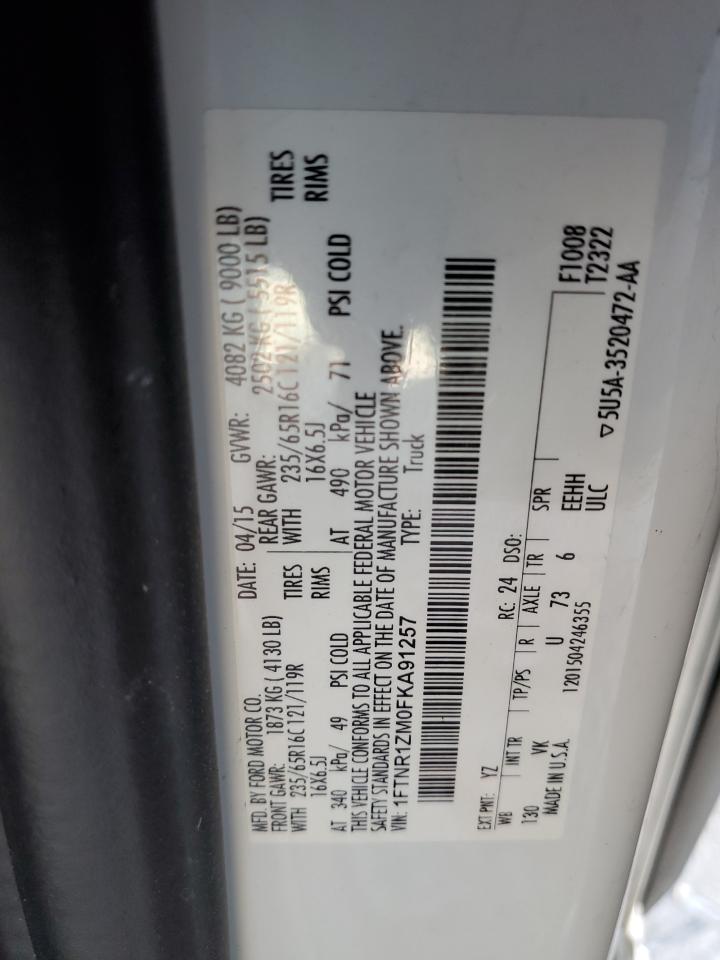 MFD. BY FORD MOTOR CO. DATE: 04/15 GVWR: 4082 KG ( 9000 LB)
FRONT GAWR: 1873 KG ( 4130 LB) REAR GAWR: 2502 KG ( 5515 LB)
WITH 235/65R16C 121/119R TIRES WITH 235/65R16C 121/119R TIRES
16X6.5J RIMS 16X6.5J RIMS
AT 340 kPa/ 49 PSI COLD AT 490 kPa/ 71 PSI COLD
THIS VEHICLE CONFORMS TO ALL APPLICABLE FEDERAL MOTOR VEHICLE
SAFETY STANDARDS IN EFFECT ON THE DATE OF MANUFACTURE SHOWN ABOVE.
VIN: 1FTNR1ZM0FKA91257 TYPE: Truck
EXT PNT: YZ RC: 24 DSO:
WB INT TR TP/PS R AXLE TR SPR F1008
130 VK U 73 6 EEHH T2322
MADE IN U.S.A. 1201504246355 ULC ▽5U5A-3520472-AA